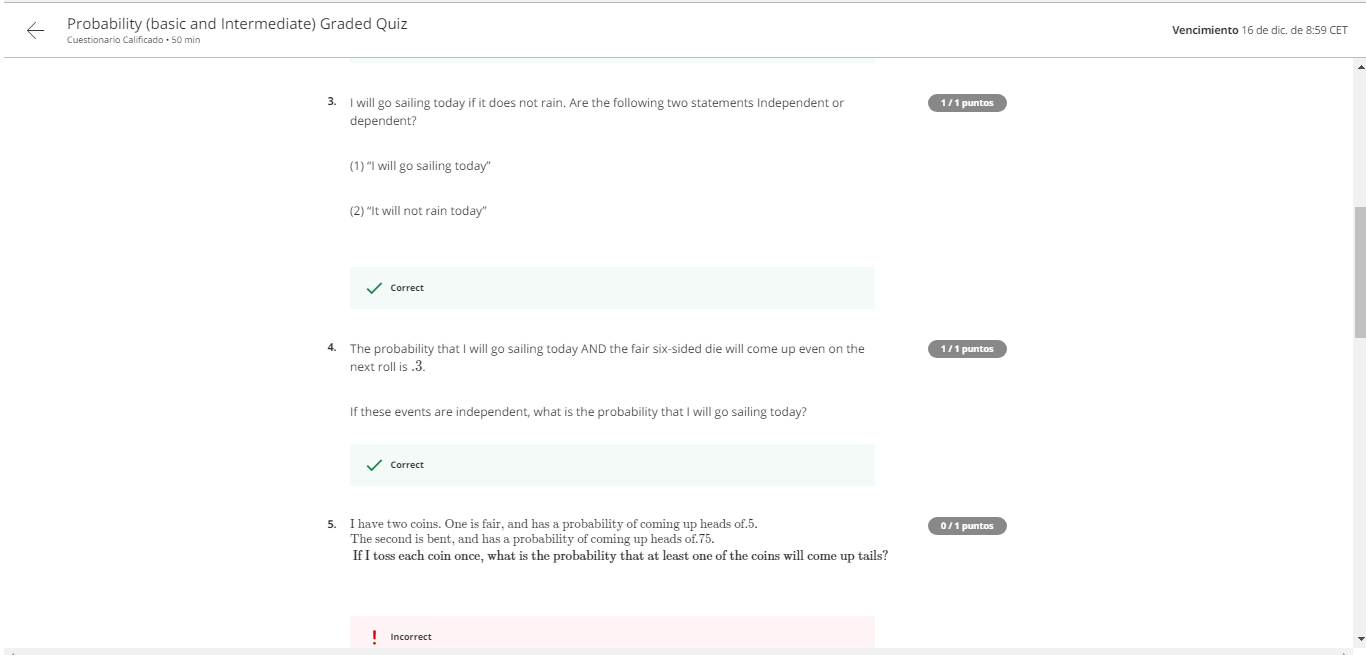 Probability (basic and Intermediate) Graded Quiz
Cuestionario Calificado • 50 min
Vencimiento 16 de dic. de 8:59 CET
3. I will go sailing today if it does not rain. Are the following two statements Independent or
dependent?
1 / 1 puntos
(1) “I will go sailing today”
(2) “It will not rain today”
Correct
4. The probability that I will go sailing today AND the fair six-sided die will come up even on the
next roll is .3.
1 / 1 puntos
If these events are independent, what is the probability that I will go sailing today?
Correct
5. I have two coins. One is fair, and has a probability of coming up heads of.5.
The second is bent, and has a probability of coming up heads of.75.
If I toss each coin once, what is the probability that at least one of the coins will come up tails?
0 / 1 puntos
Incorrect